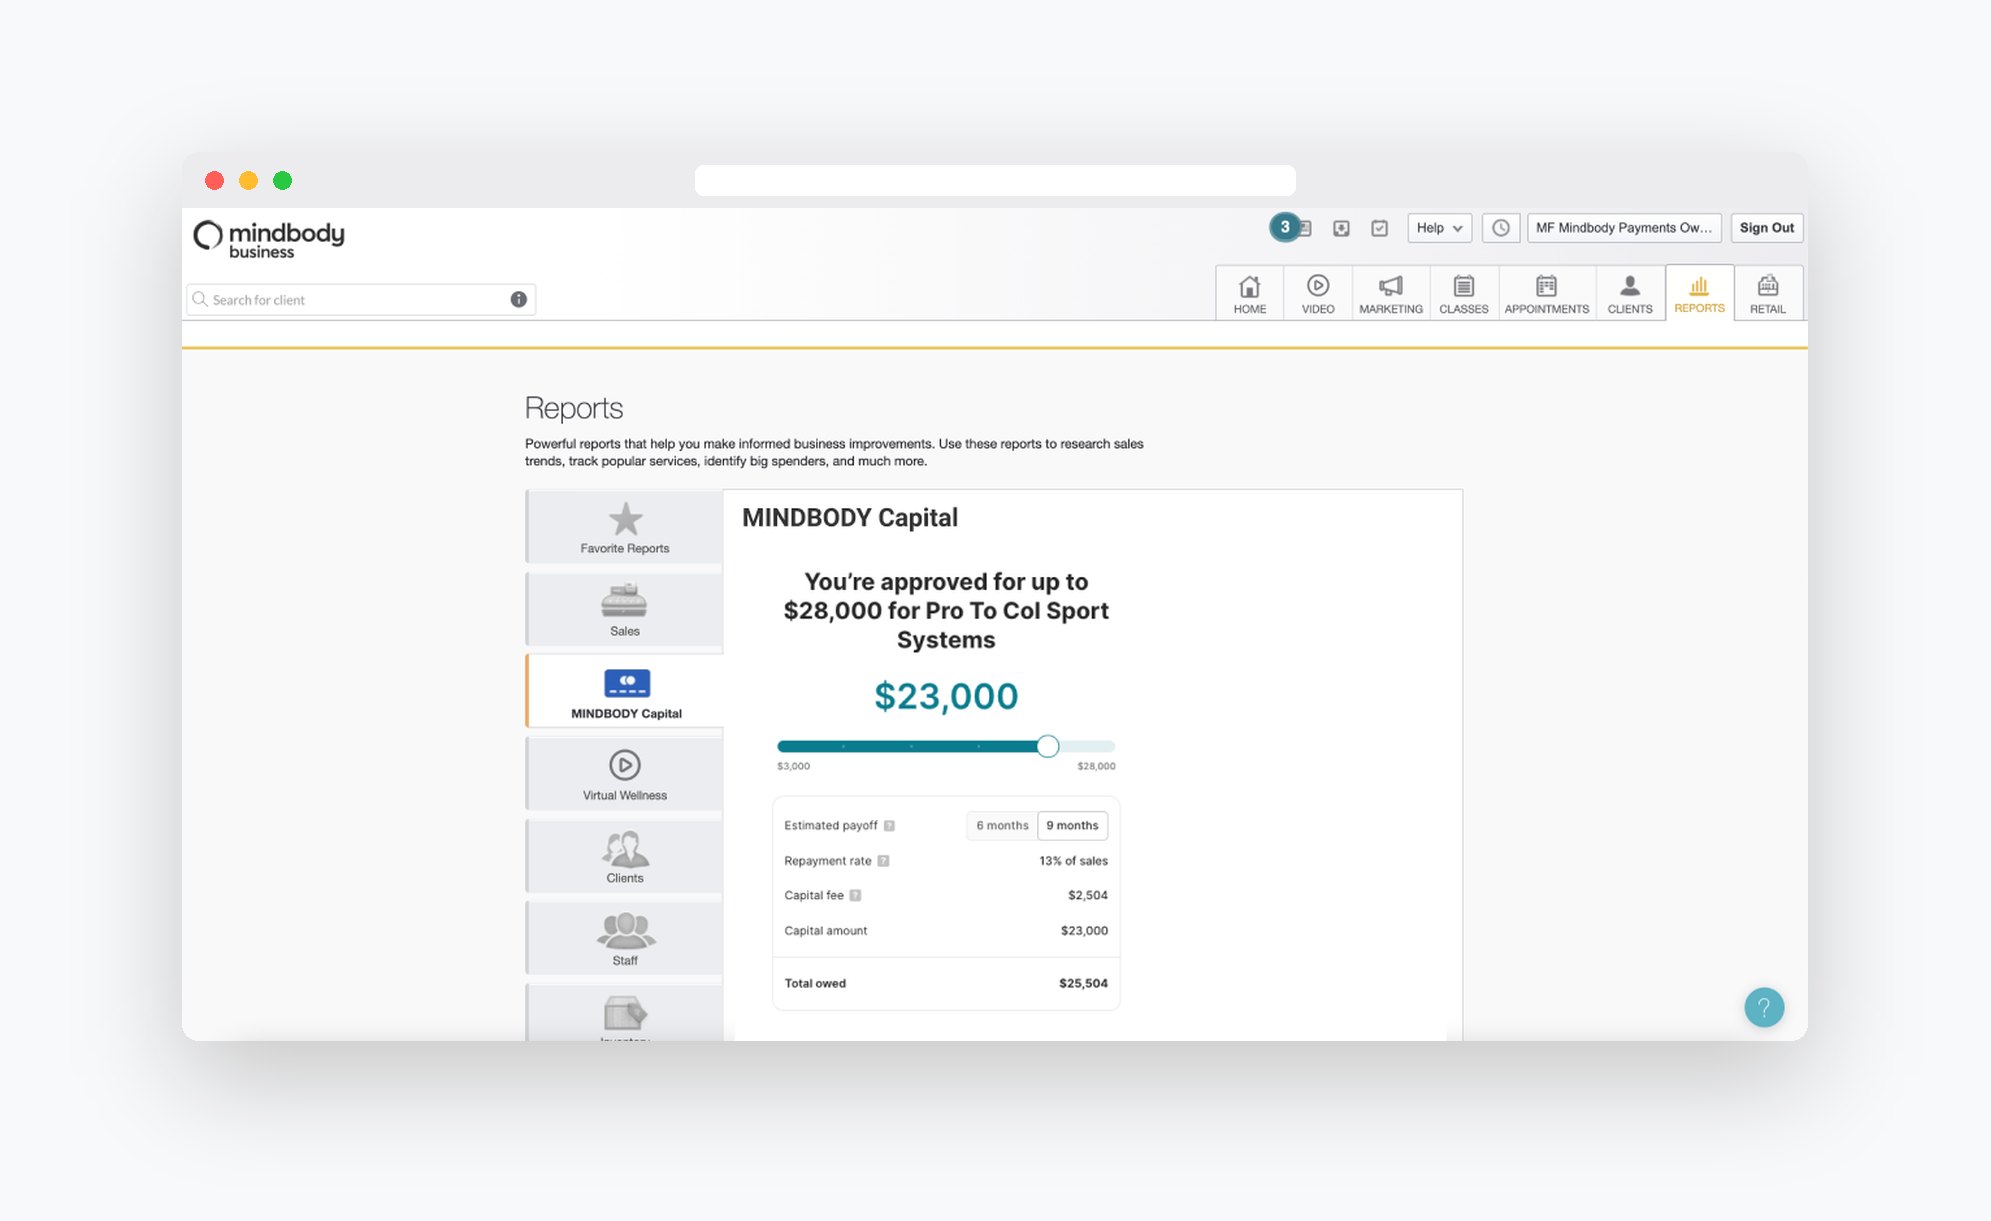 mindbody
business
3
Help
MF Mindbody Payments Ow...
Sign Out
Search for client
HOME
VIDEO
MARKETING
CLASSES
APPOINTMENTS
CLIENTS
REPORTS
RETAIL
Reports
Powerful reports that help you make informed business improvements. Use these reports to research sales
trends, track popular services, identify big spenders, and much more.
Favorite Reports
Sales
MINDBODY Capital
Virtual Wellness
Clients
Staff
Inventory
MINDBODY Capital
You’re approved for up to
$28,000 for Pro To Col Sport
Systems
$23,000
$3,000
$28,000
Estimated payoff ? 6 months 9 months
Repayment rate ? 13% of sales
Capital fee ? $2,504
Capital amount $23,000
Total owed $25,504
?